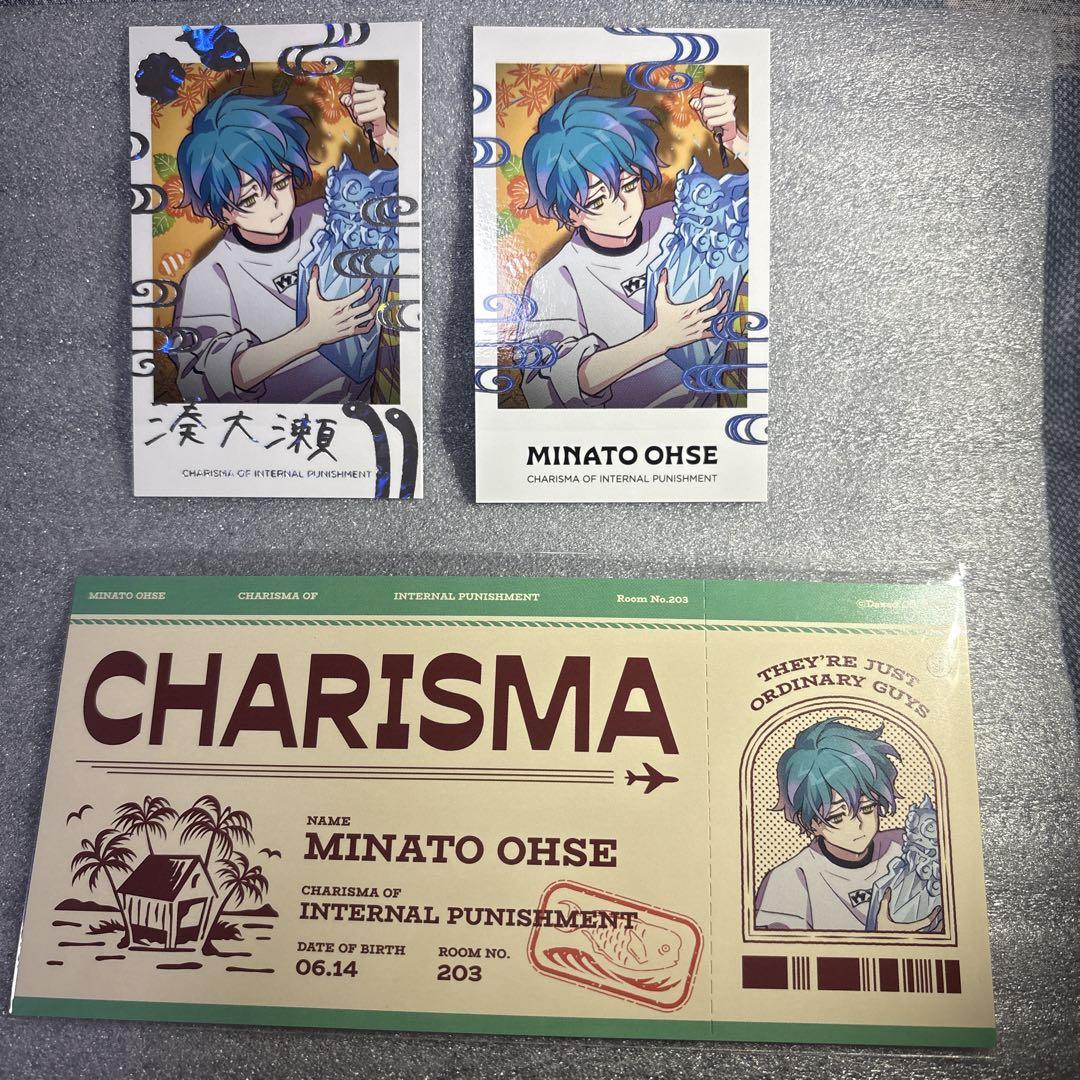 湊大瀬
CHARISMA OF INTERNAL PUNISHMENT
MINATO OHSE
CHARISMA OF INTERNAL PUNISHMENT
MINATO OHSE CHARISMA OF INTERNAL PUNISHMENT Room No.203
CHARISMA
NAME
MINATO OHSE
CHARISMA OF
INTERNAL PUNISHMENT
DATE OF BIRTH ROOM NO.
06.14 203
THEY'RE JUST
ORDINARY GUYS